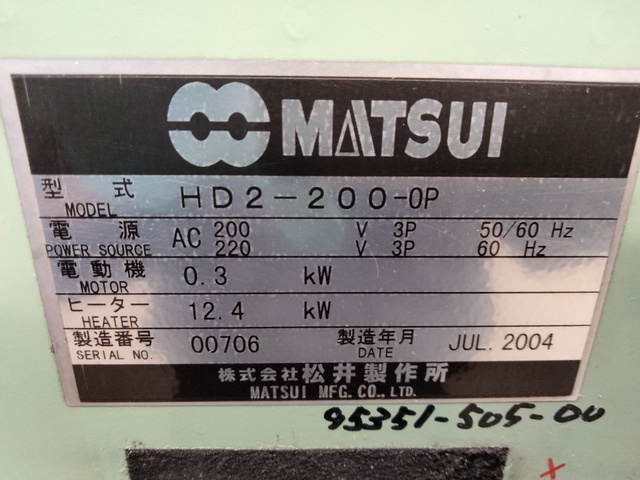 MATSUI
型式 MODEL HD2-200-OP
電源 POWER SOURCE AC 200 V 3P 50/60 Hz
220 V 3P 60 Hz
電動機 MOTOR 0.3 kW
ヒーター HEATER 12.4 kW
製造番号 SERIAL NO. 00706 製造年月 DATE JUL. 2004
株式会社 松井製作所
MATSUI MFG. CO., LTD.
95351-505-00
x